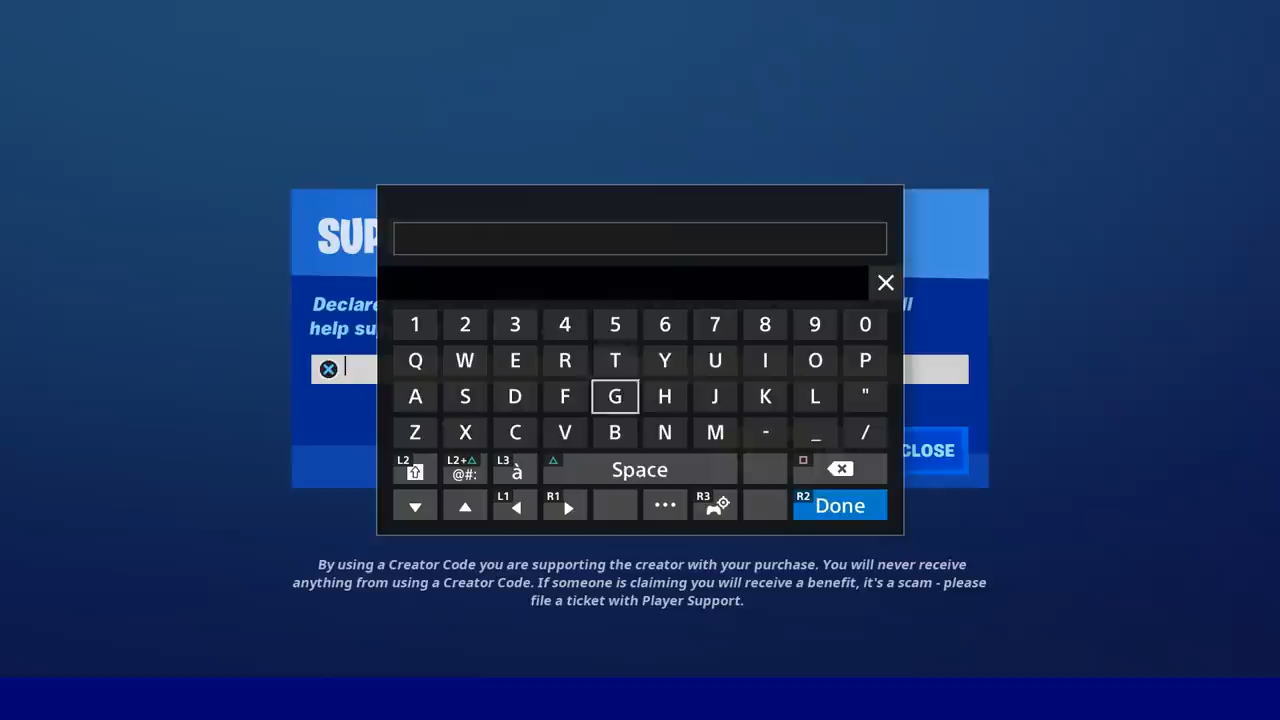 SUP
Declare
ll
help su
1 2 3 4 5 6 7 8 9 0
Q W E R T Y U I O P
A S D F G H J K L "
Z X C V B N M - _ /
L2 L2+△ @#: L3 à △ Space
L1 R1 ... R3 R2 Done
CLOSE
By using a Creator Code you are supporting the creator with your purchase. You will never receive
anything from using a Creator Code. If someone is claiming you will receive a benefit, it's a scam - please
file a ticket with Player Support.